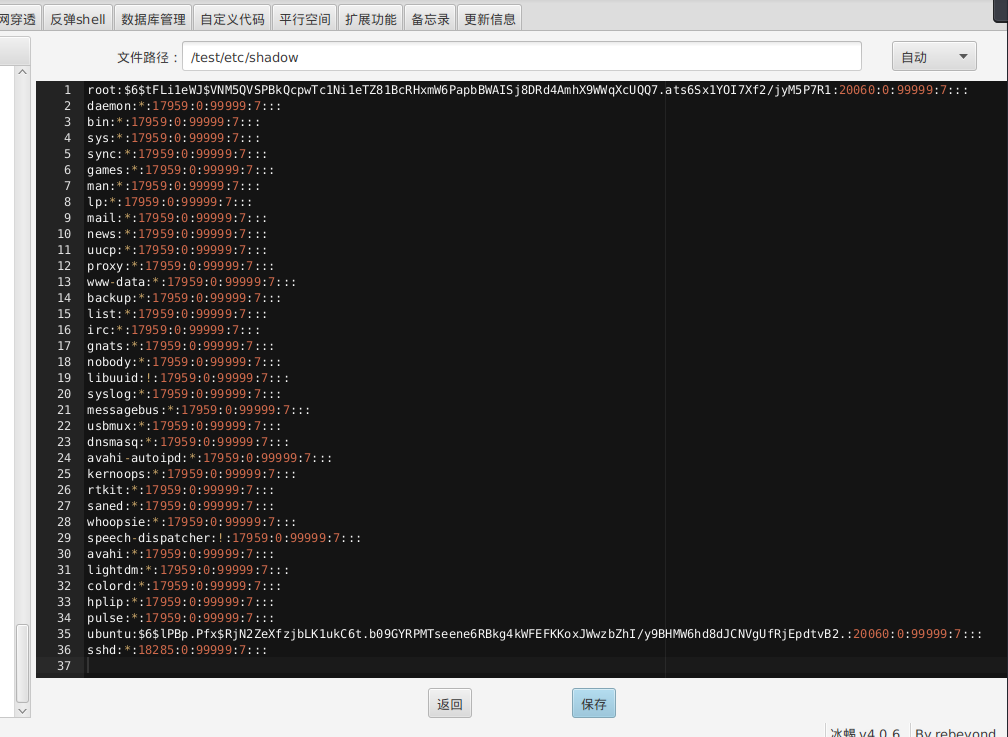 网穿透 反弹shell 数据库管理 自定义代码 平行空间 扩展功能 备忘录 更新信息
文件路径： /test/etc/shadow 自动
1 root:$6$tFLi1eWJ$VNM5QVSPBkQcpwTc1Ni1eTZ81BcRHxmW6PapbBWAISj8DRd4AmhX9WWqXcUQQ7.ats6Sx1YOI7Xf2/jyM5P7R1:20060:0:99999:7:::
2 daemon:*:17959:0:99999:7:::
3 bin:*:17959:0:99999:7:::
4 sys:*:17959:0:99999:7:::
5 sync:*:17959:0:99999:7:::
6 games:*:17959:0:99999:7:::
7 man:*:17959:0:99999:7:::
8 lp:*:17959:0:99999:7:::
9 mail:*:17959:0:99999:7:::
10 news:*:17959:0:99999:7:::
11 uucp:*:17959:0:99999:7:::
12 proxy:*:17959:0:99999:7:::
13 www-data:*:17959:0:99999:7:::
14 backup:*:17959:0:99999:7:::
15 list:*:17959:0:99999:7:::
16 irc:*:17959:0:99999:7:::
17 gnats:*:17959:0:99999:7:::
18 nobody:*:17959:0:99999:7:::
19 libuuid:!:17959:0:99999:7:::
20 syslog:*:17959:0:99999:7:::
21 messagebus:*:17959:0:99999:7:::
22 usbmux:*:17959:0:99999:7:::
23 dnsmasq:*:17959:0:99999:7:::
24 avahi-autoipd:*:17959:0:99999:7:::
25 kernoops:*:17959:0:99999:7:::
26 rtkit:*:17959:0:99999:7:::
27 saned:*:17959:0:99999:7:::
28 whoopsie:*:17959:0:99999:7:::
29 speech-dispatcher:!:17959:0:99999:7:::
30 avahi:*:17959:0:99999:7:::
31 lightdm:*:17959:0:99999:7:::
32 colord:*:17959:0:99999:7:::
33 hplip:*:17959:0:99999:7:::
34 pulse:*:17959:0:99999:7:::
35 ubuntu:$6$lPBp.Pfx$RjN2ZeXfzjbLK1ukC6t.b09GYRPMTseene6RBkg4kWFEFKKoxJWwzbZhI/y9BHMW6hd8dJCNVgUfRjEpdtvB2.:20060:0:99999:7:::
36 sshd:*:18285:0:99999:7:::
37
返回 保存
冰蝎 v4.0.6 By rebeyond